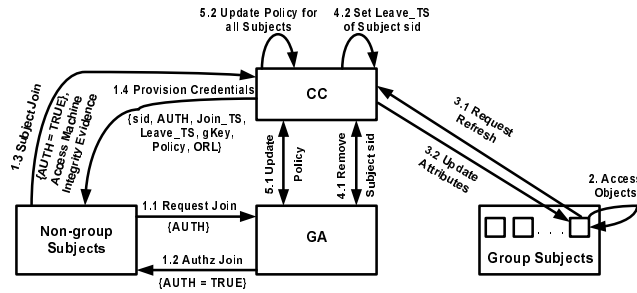 5.2 Update Policy for
all Subjects
4.2 Set Leave_TS
of Subject sid
1.4 Provision Credentials
CC
{sid, AUTH, Join_TS,
Leave_TS, gKey,
Policy, ORL}
1.3 Subject Join
{AUTH = TRUE},
Access Machine
Integrity Evidence
3.1 Request
Refresh
3.2 Update
Attributes
5.1 Update
Policy
4.1 Remove
Subject sid
2. Access
Objects
Non-group
Subjects
1.1 Request Join
{AUTH}
GA
1.2 Authz Join
{AUTH = TRUE}
. . .
Group Subjects